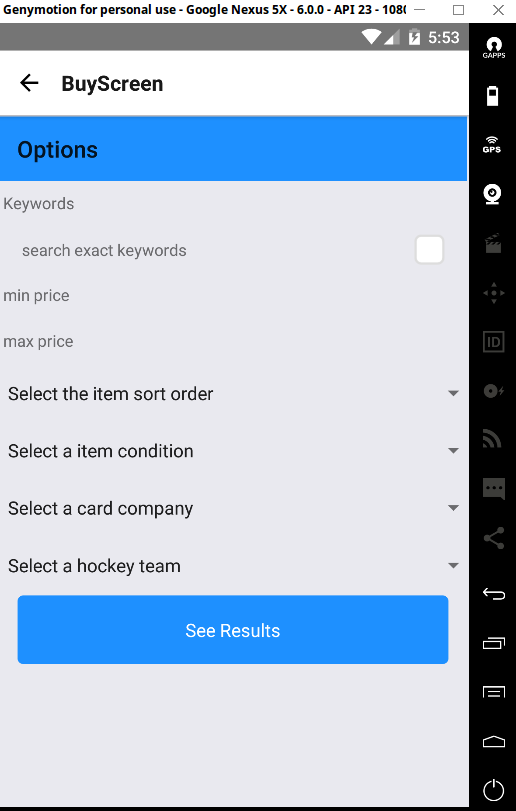 Genymotion for personal use - Google Nexus 5X - 6.0.0 - API 23 - 108
5:53
GAPPS
BuyScreen
GPS
Options
Keywords
search exact keywords
min price
max price
ID
Select the item sort order
Select a item condition
Select a card company
Select a hockey team
See Results